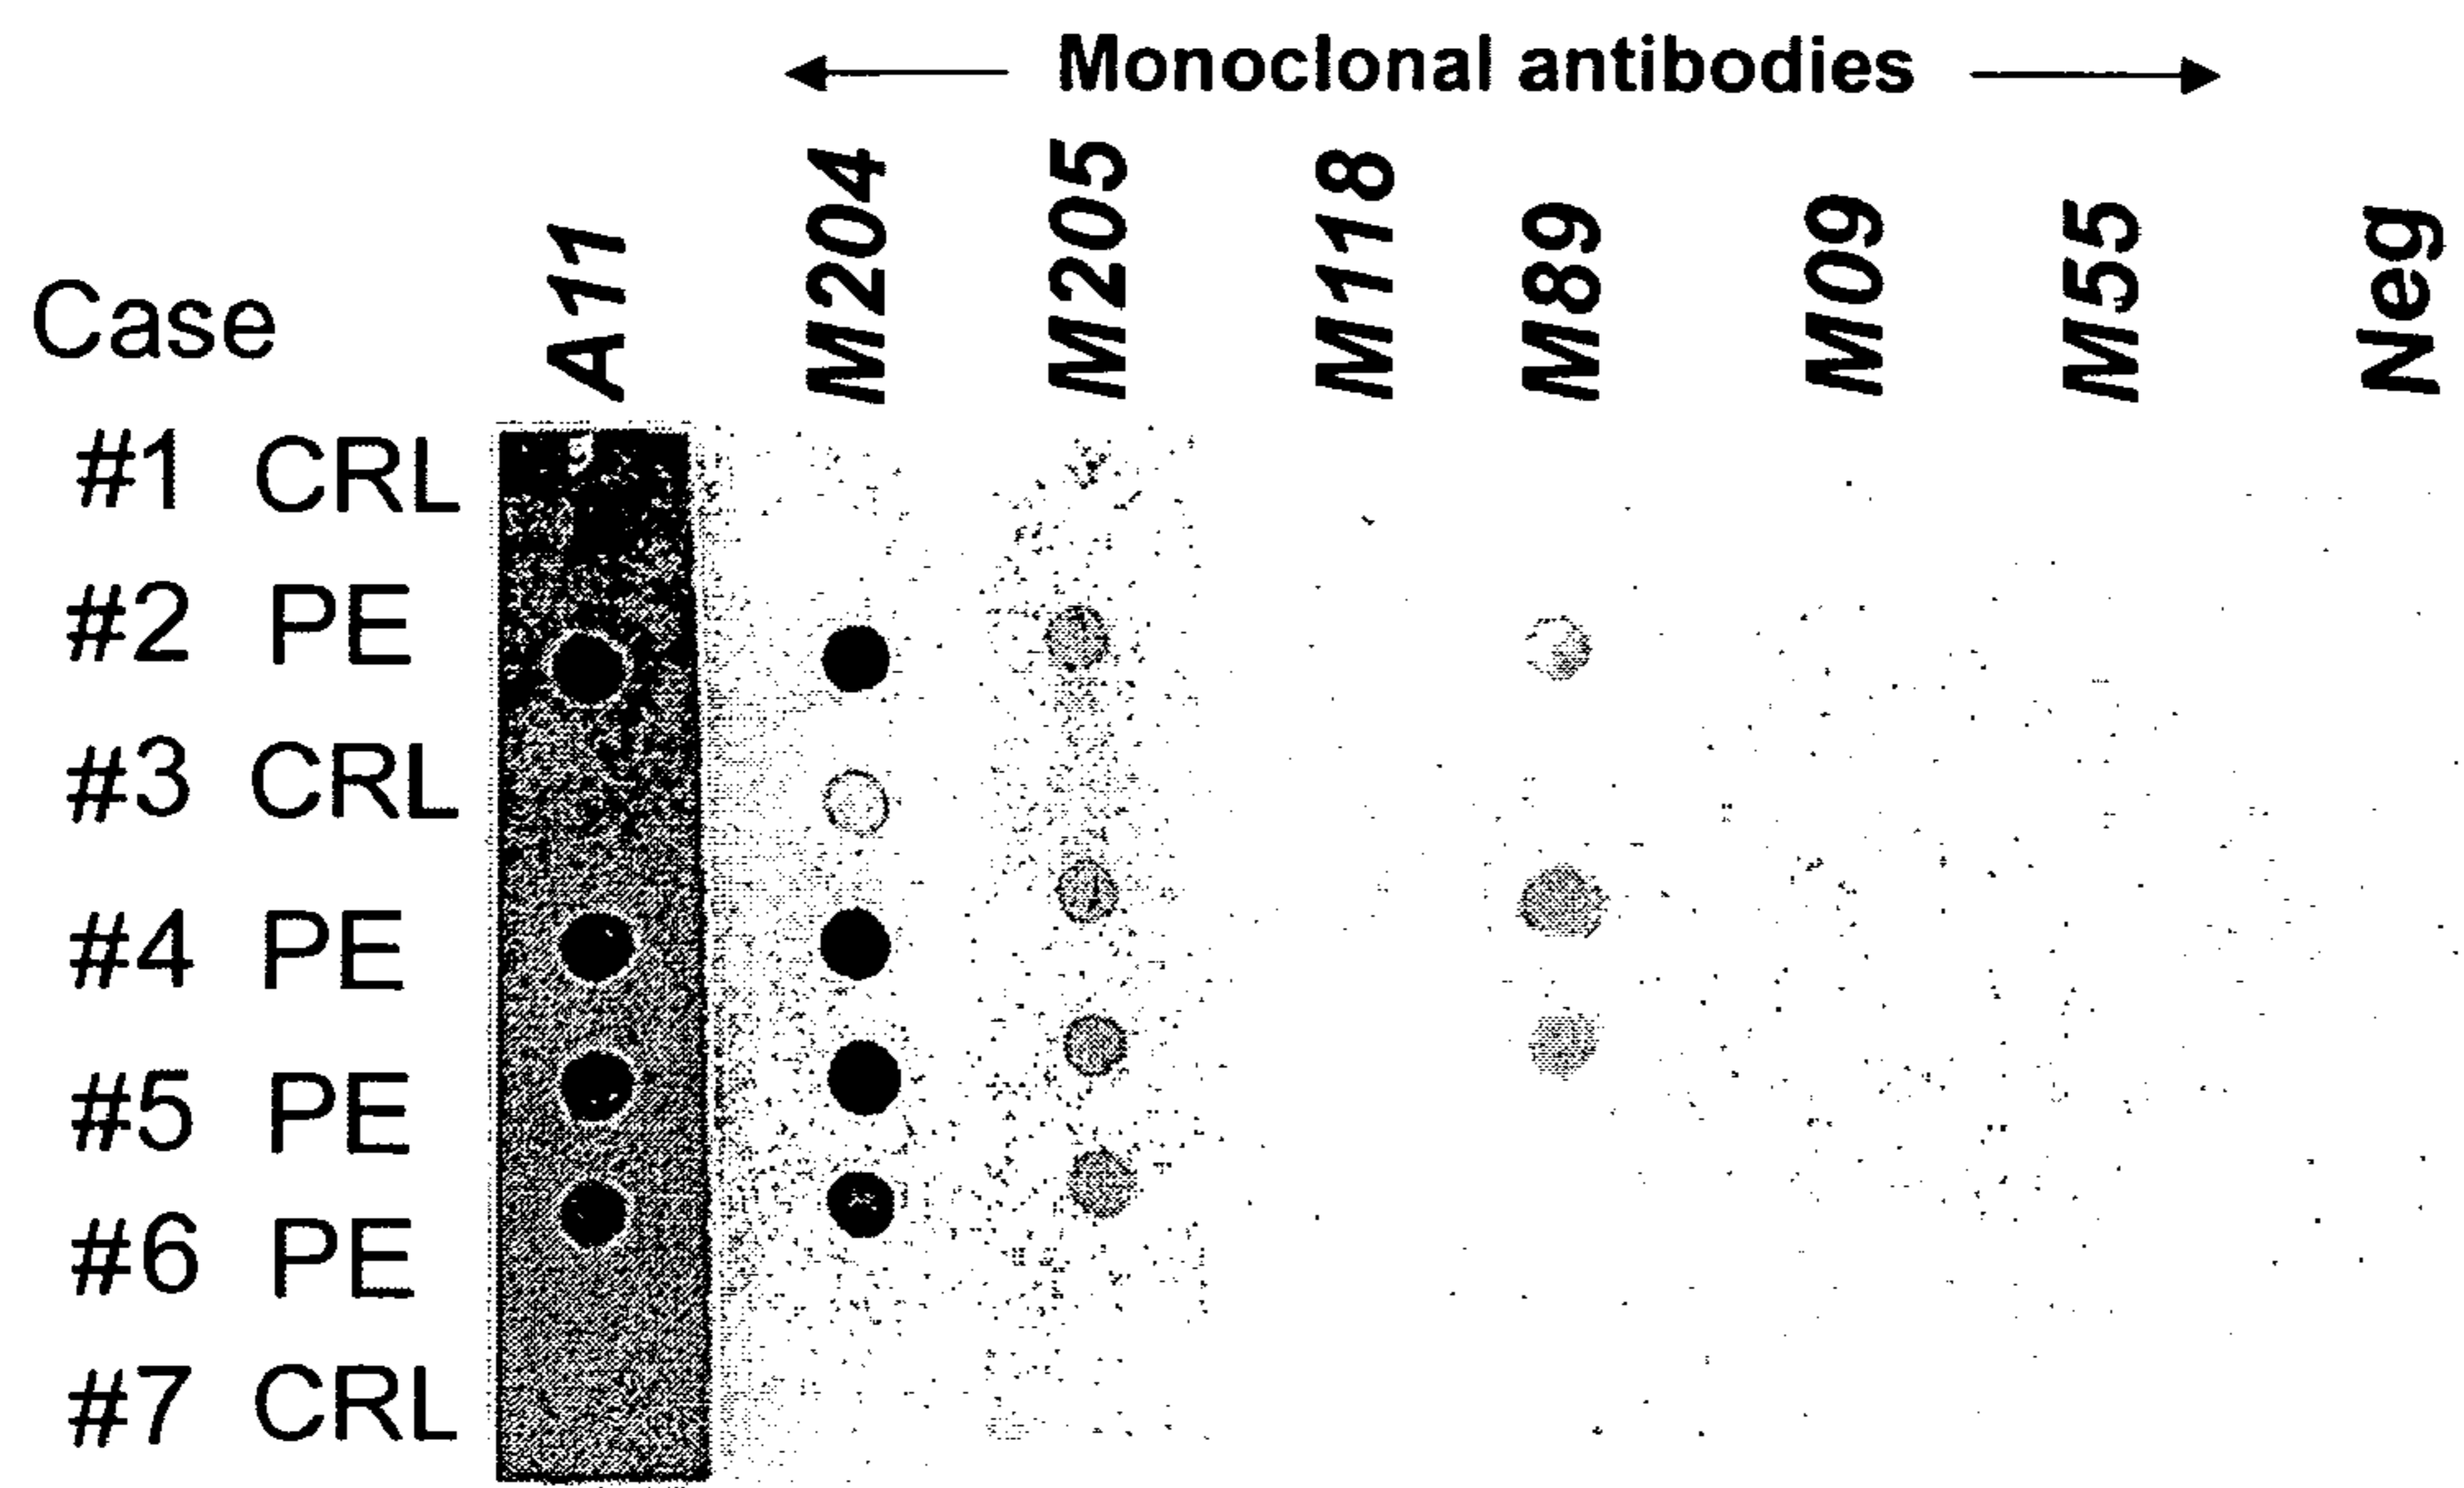 Monoclonal antibodies
Case A11 M204 M205 M118 M89 M09 M55 Neg
#1 CRL
#2 PE
#3 CRL
#4 PE
#5 PE
#6 PE
#7 CRL